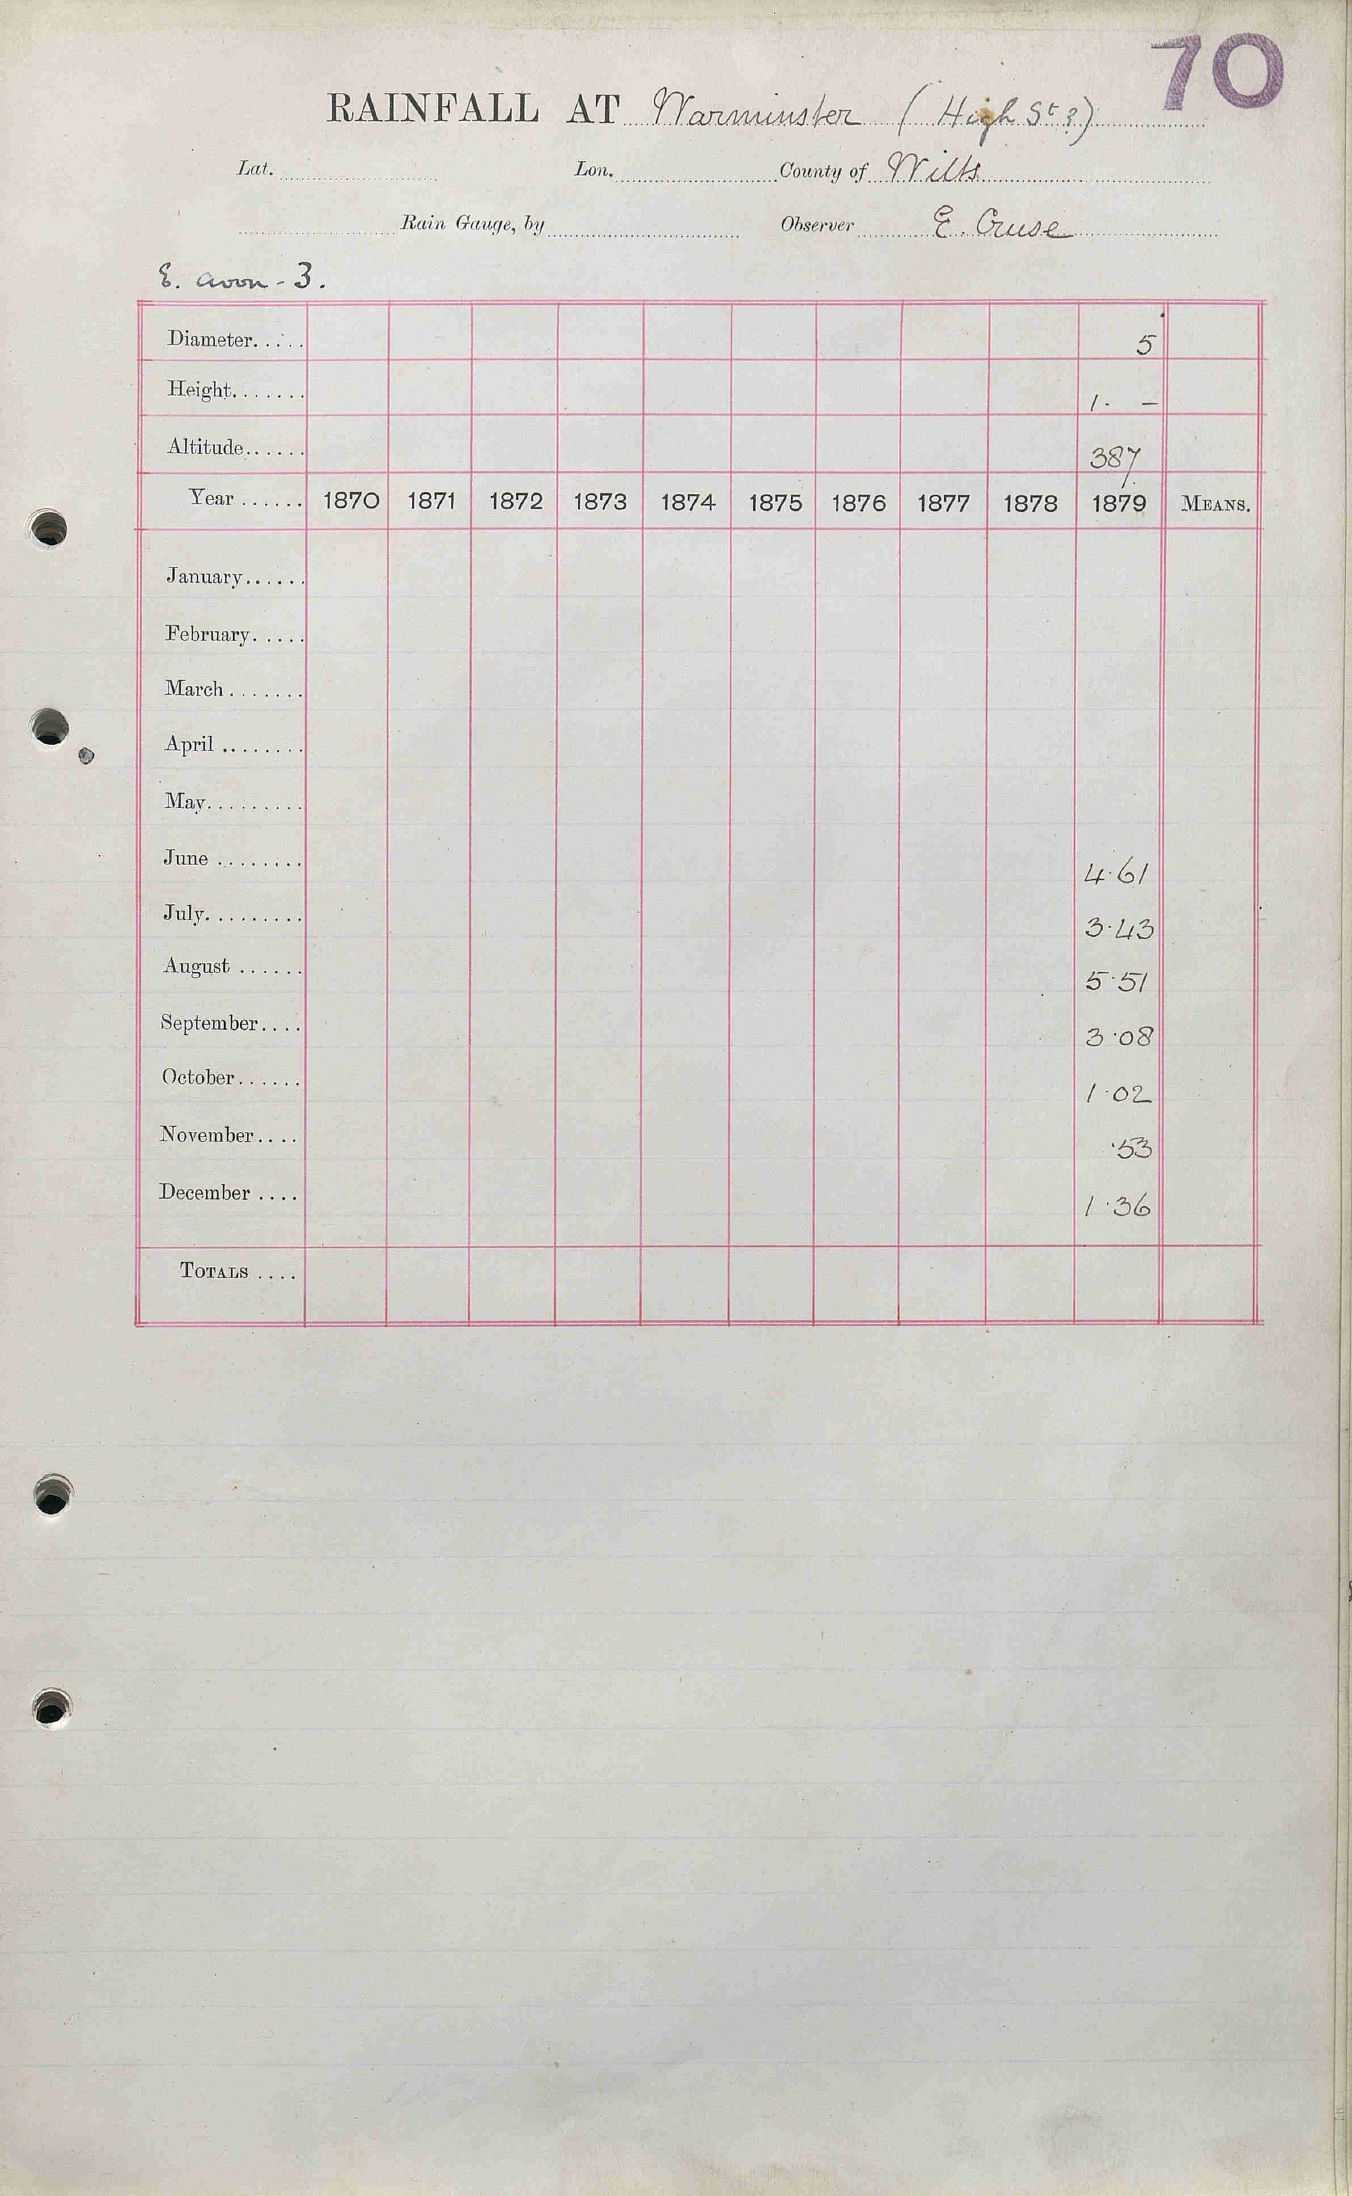 70
RAINFALL AT Warminster (High St ?)
Lat. Lon. County of Wilts
Rain Gauge, by Observer E. Cruse
E. Avon - 3.
Diameter..... 5
Height....... 1· —
Altitude...... 387
Year ...... 1870 1871 1872 1873 1874 1875 1876 1877 1878 1879 MEANS.
January......
February.....
March.......
April ........
May.........
June ........ 4·61
July......... 3·43
August ...... 5·51
September.... 3·08
October...... 1·02
November.... ·53
December .... 1·36
TOTALS ....